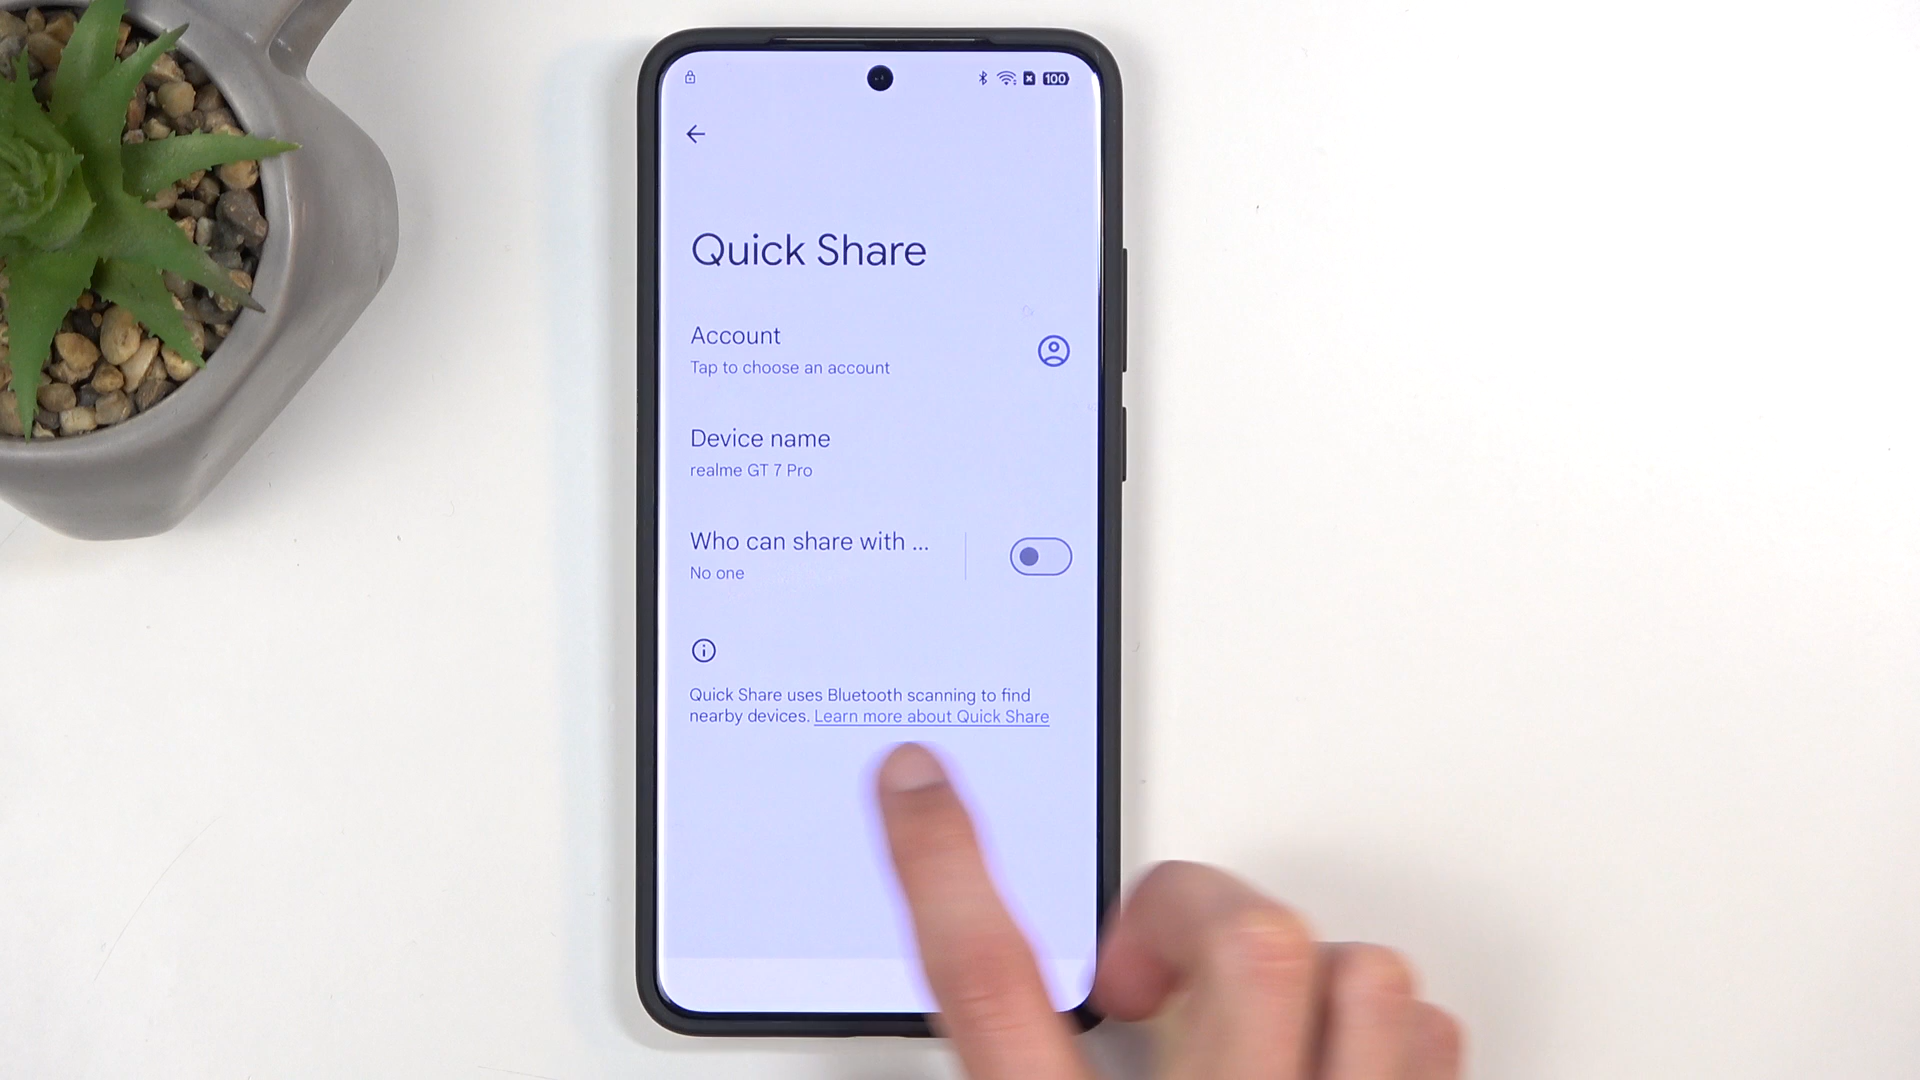 100
Quick Share
Account
Tap to choose an account
Device name
realme GT 7 Pro
Who can share with ...
No one
Quick Share uses Bluetooth scanning to find
nearby devices. Learn more about Quick Share